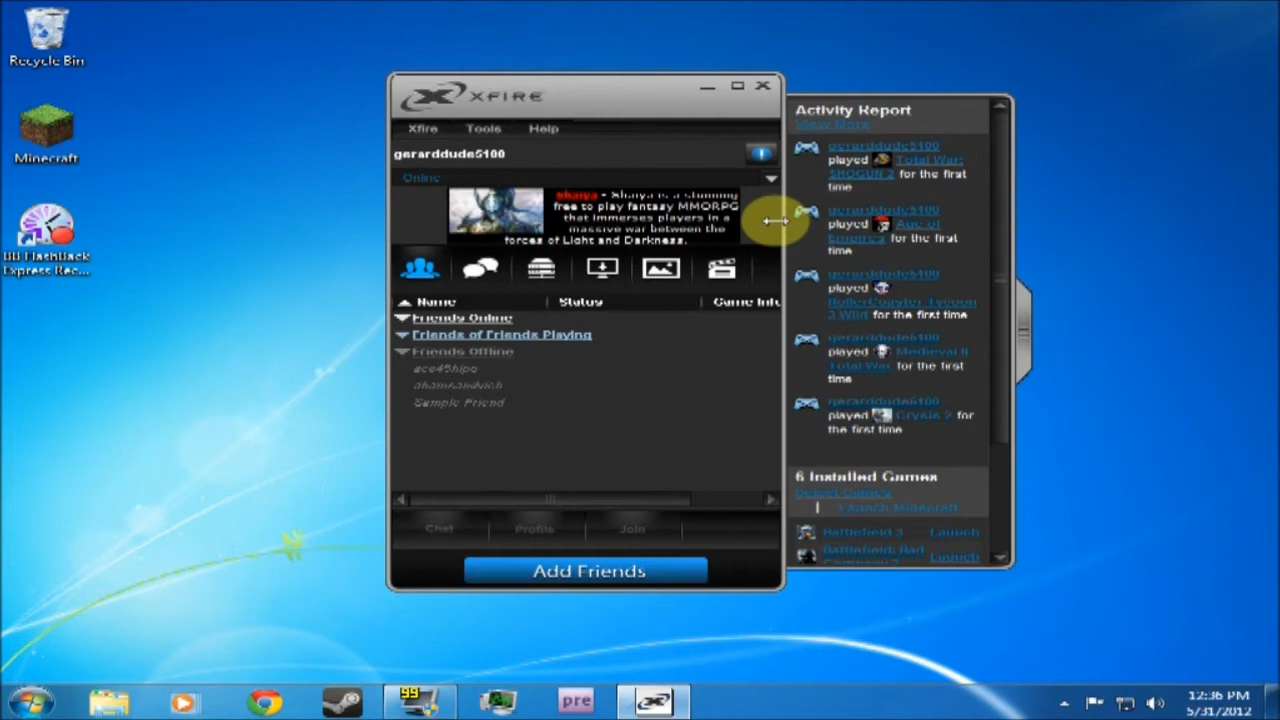 Recycle Bin
Minecraft
BB FlashBack
Express Rec...
XFIRE
Xfire Tools Help
gerarddude5100
Online
Shaiya - Shaiya is a stunning
free to play fantasy MMORPG
that immerses players in a
massive war between the
forces of Light and Darkness.
Name Status Game Info
Friends Online
Friends of Friends Playing
Friends Offline
ace45hipo
ahamsandvich
Sample Friend
Chat Profile Join
Add Friends
Activity Report
View More
gerarddude5100
played Total War:
SHOGUN 2 for the first
time
gerarddude5100
played Age of
Empires for the first
time
gerarddude5100
played
RollerCoaster Tycoon
3 Wild for the first time
gerarddude5100
played Medieval II
Total War for the first
time
gerarddude5100
played Crysis 2 for
the first time
6 Installed Games
Select Games
Launch Minecraft
Battlefield 3 Launch
Battlefield: Bad Launch
99
pre
12:36 PM
5/31/2012